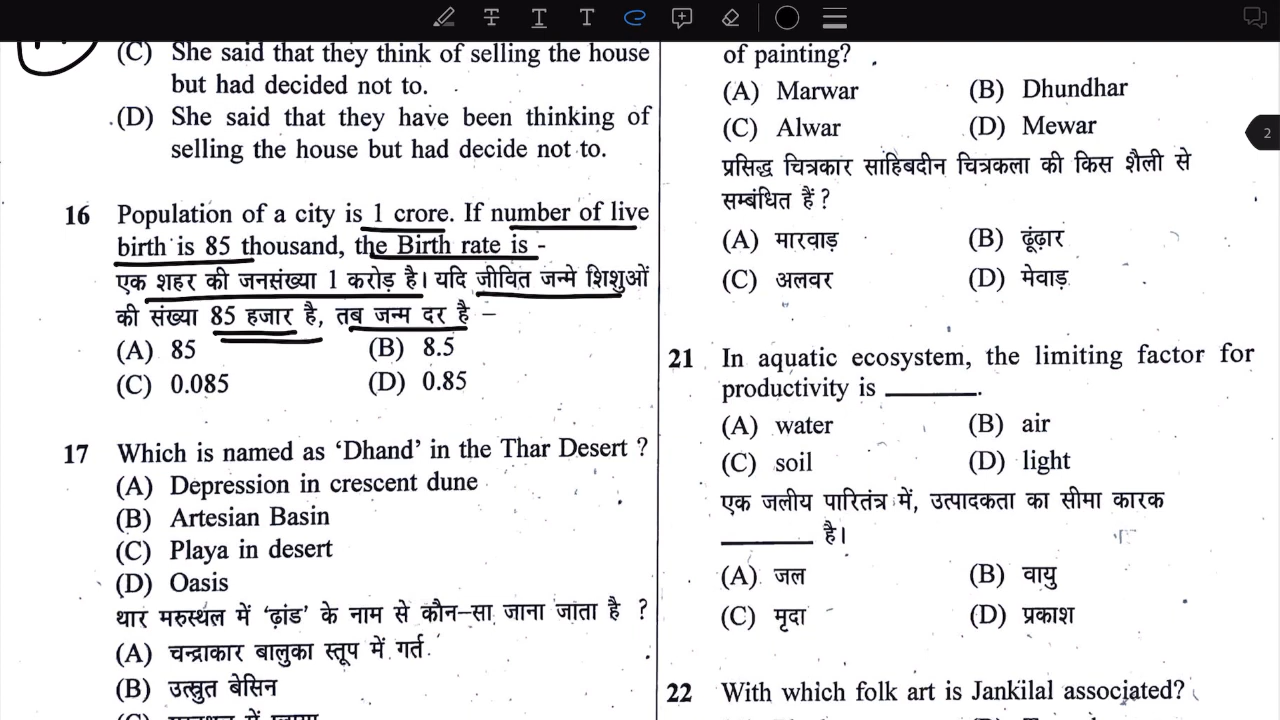 T T T
2
(C) She said that they think of selling the house
but had decided not to.
(D) She said that they have been thinking of
selling the house but had decide not to.
16 Population of a city is 1 crore. If number of live
birth is 85 thousand, the Birth rate is -
एक शहर की जनसंख्या 1 करोड़ है। यदि जीवित जन्मे शिशुओं
की संख्या 85 हजार है, तब जन्म दर है –
(A) 85 (B) 8.5
(C) 0.085 (D) 0.85
17 Which is named as ‘Dhand’ in the Thar Desert ?
(A) Depression in crescent dune
(B) Artesian Basin
(C) Playa in desert
(D) Oasis
थार मरुस्थल में ‘ढ़ांड’ के नाम से कौन-सा जाना जाता है ?
(A) चन्द्राकार बालुका स्तूप में गर्त
(B) उत्स्रुत बेसिन
of painting?
(A) Marwar (B) Dhundhar
(C) Alwar (D) Mewar
प्रसिद्ध चित्रकार साहिबदीन चित्रकला की किस शैली से
सम्बंधित हैं ?
(A) मारवाड़ (B) ढूंढ़ार
(C) अलवर (D) मेवाड़
21 In aquatic ecosystem, the limiting factor for
productivity is ________.
(A) water (B) air
(C) soil (D) light
एक जलीय पारितंत्र में, उत्पादकता का सीमा कारक
________ है।
(A) जल (B) वायु
(C) मृदा (D) प्रकाश
22 With which folk art is Jankilal associated?